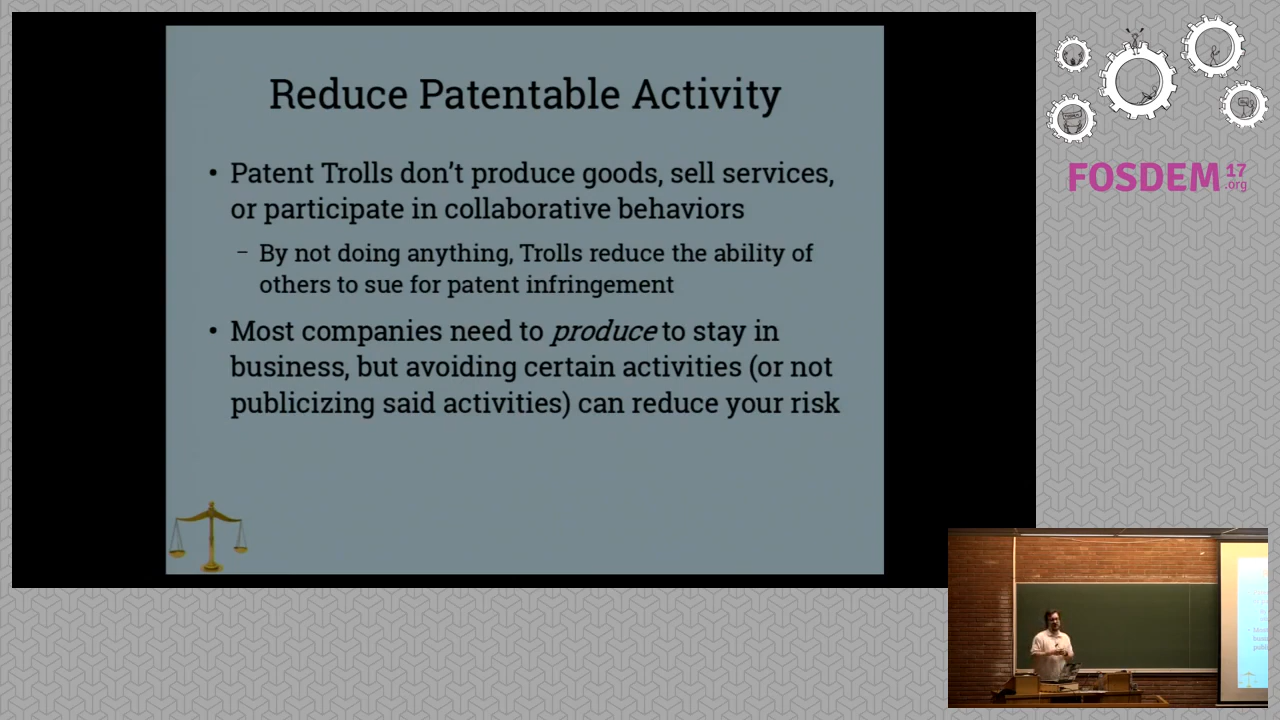 Reduce Patentable Activity
• Patent Trolls don't produce goods, sell services,
or participate in collaborative behaviors
– By not doing anything, Trolls reduce the ability of
others to sue for patent infringement
• Most companies need to produce to stay in
business, but avoiding certain activities (or not
publicizing said activities) can reduce your risk
FOSDEM 17
.org